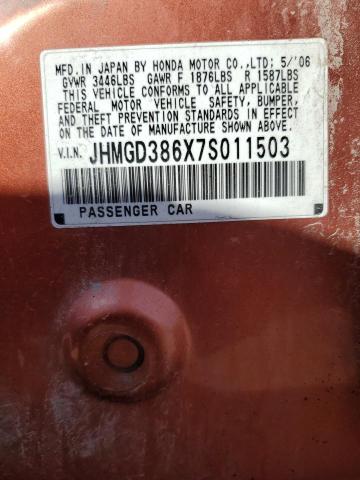 MFD. IN JAPAN BY HONDA MOTOR CO.,LTD; 5/'06
GVWR 3446LBS GAWR F 1876LBS R 1587LBS
THIS VEHICLE CONFORMS TO ALL APPLICABLE
FEDERAL MOTOR VEHICLE SAFETY, BUMPER,
AND THEFT PREVENTION STANDARDS IN EFFECT
ON THE DATE OF MANUFACTURE SHOWN ABOVE.
V.I.N. JHMGD386X7S011503
PASSENGER CAR